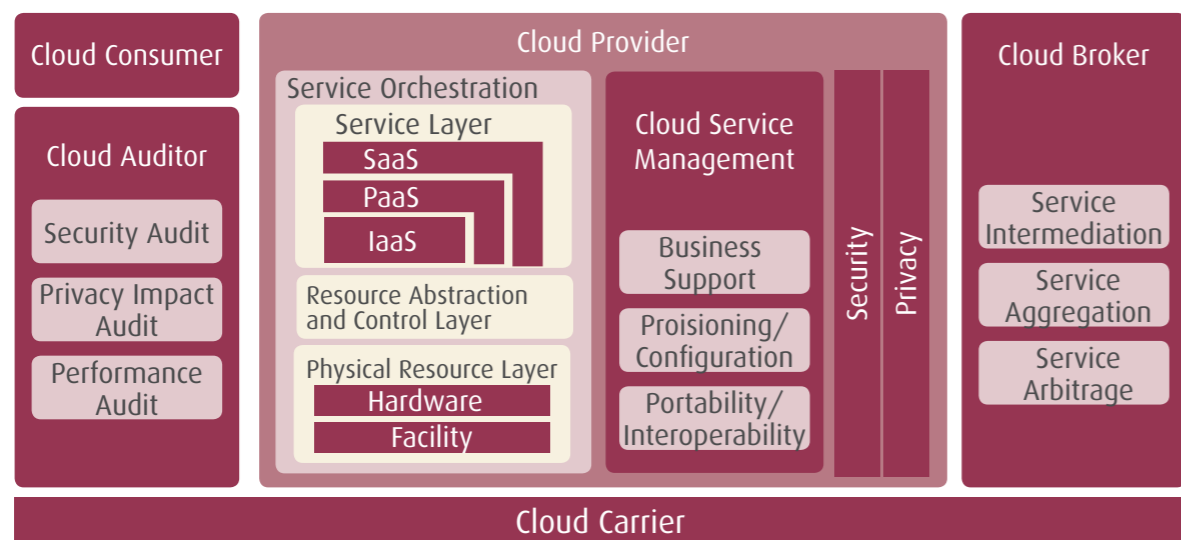 Cloud Consumer
Cloud Auditor
Security Audit
Privacy Impact
Audit
Performance
Audit
Cloud Provider
Service Orchestration
Service Layer
SaaS
PaaS
IaaS
Resource Abstraction
and Control Layer
Physical Resource Layer
Hardware
Facility
Cloud Service
Management
Business
Support
Proisioning/
Configuration
Portability/
Interoperability
Security
Privacy
Cloud Broker
Service
Intermediation
Service
Aggregation
Service
Arbitrage
Cloud Carrier